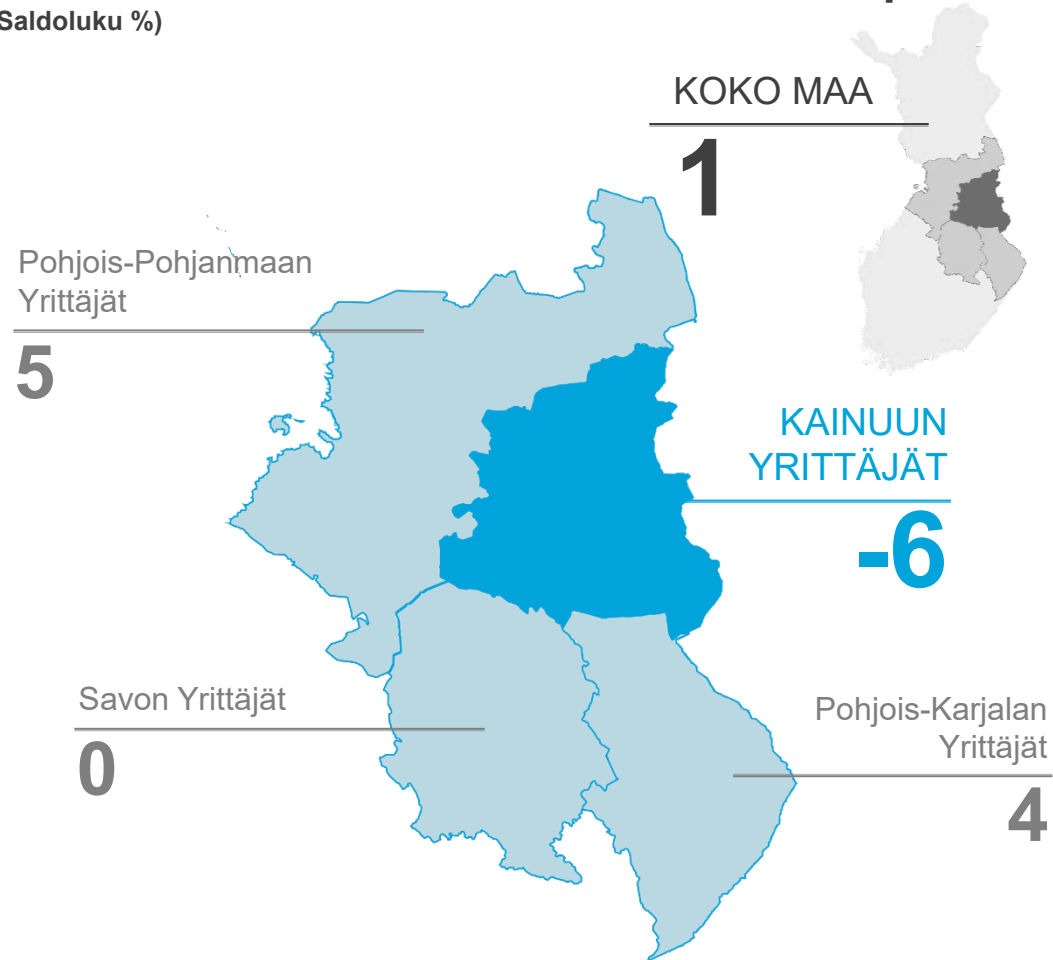 Saldoluku %)
KOKO MAA
1
Pohjois-Pohjanmaan
Yrittäjät
5
KAINUUN
YRITTÄJÄT
-6
Savon Yrittäjät
0
Pohjois-Karjalan
Yrittäjät
4